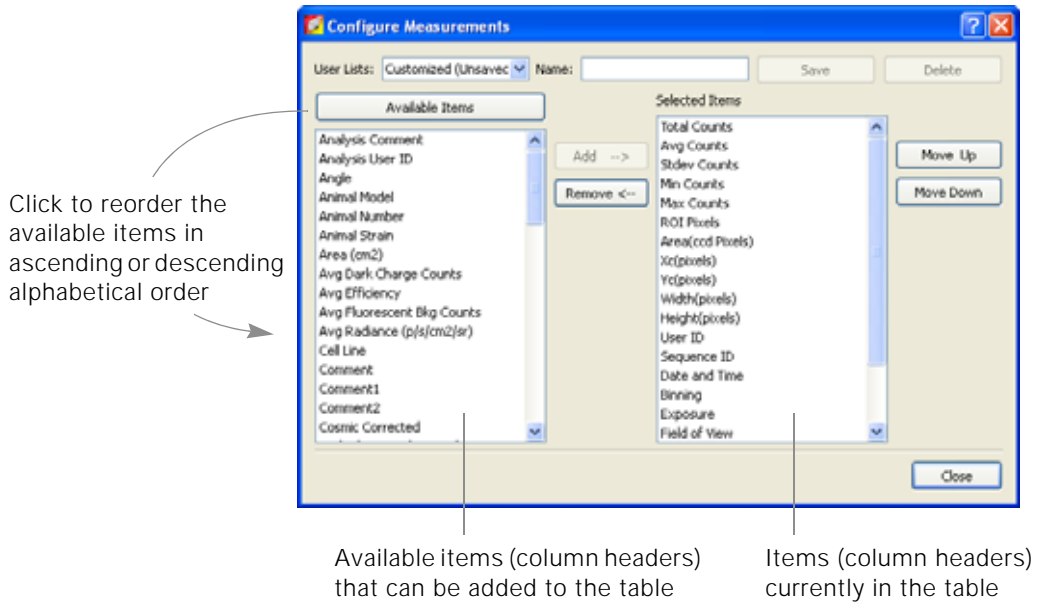 Configure Measurements
User Lists: Customized (Unsavec Name: Save Delete
Available Items
Selected Items
Analysis Comment
Analysis User ID
Angle
Animal Model
Animal Number
Animal Strain
Area (cm2)
Avg Dark Charge Counts
Avg Efficiency
Avg Fluorescent Bkg Counts
Avg Radiance (p/s/cm2/sr)
Cell Line
Comment
Comment1
Comment2
Cosmic Corrected
Add -->
Remove <--
Total Counts
Avg Counts
Stdev Counts
Min Counts
Max Counts
ROI Pixels
Area(ccd Pixels)
Xc(pixels)
Yc(pixels)
Width(pixels)
Height(pixels)
User ID
Sequence ID
Date and Time
Binning
Exposure
Field of View
Move Up
Move Down
Close
Click to reorder the
available items in
ascending or descending
alphabetical order
Available items (column headers)
that can be added to the table
Items (column headers)
currently in the table